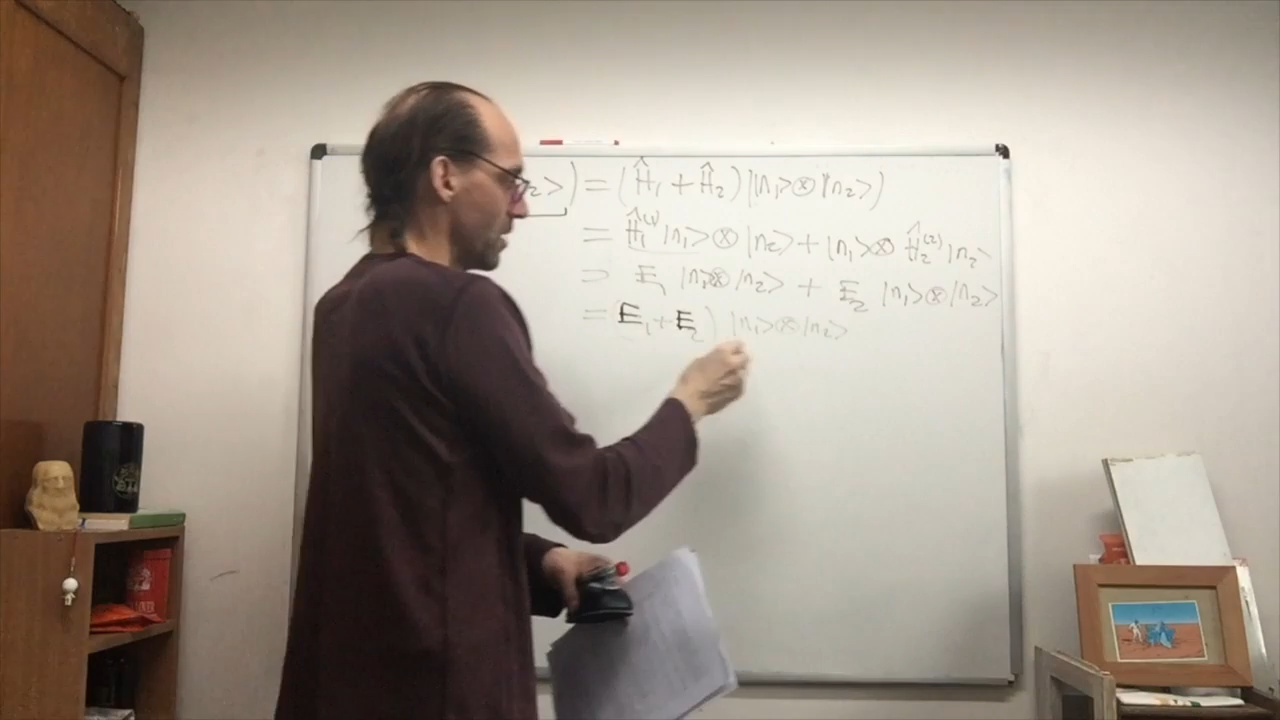 ₂>) = (Ĥ₁ + Ĥ₂)(|n₁>⊗|n₂>)
= Ĥ₁⁽¹⁾|n₁>⊗|n₂> + |n₁>⊗ Ĥ₂⁽²⁾|n₂>
= E₁ |n₁>⊗|n₂> + E₂ |n₁>⊗|n₂>
= (E₁+E₂) |n₁>⊗|n₂>